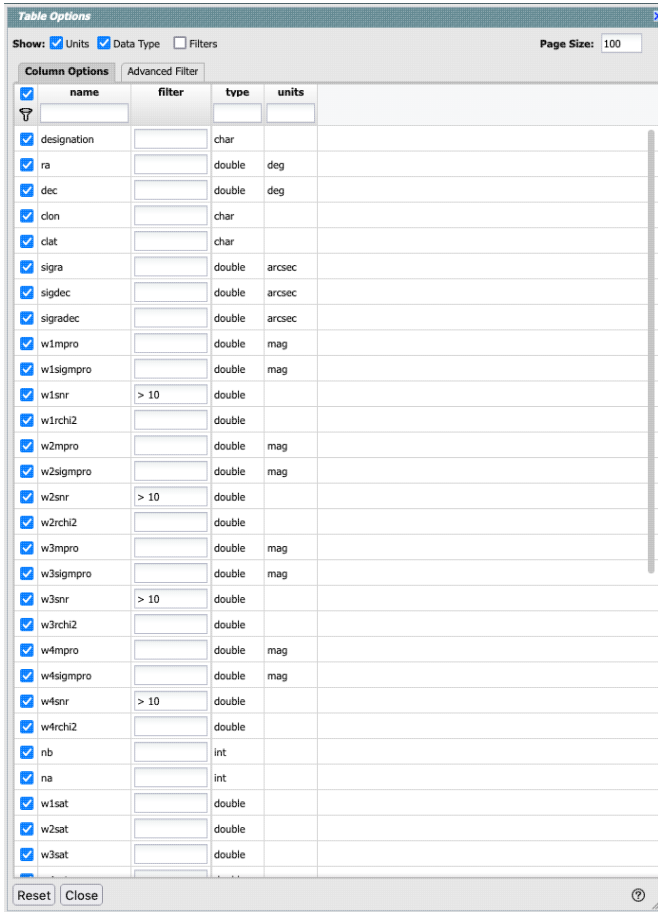 Table Options
Show: Units Data Type Filters Page Size: 100
Column Options Advanced Filter
name filter type units
designation char
ra double deg
dec double deg
clon char
clat char
sigra double arcsec
sigdec double arcsec
sigradec double arcsec
w1mpro double mag
w1sigmpro double mag
w1snr > 10 double
w1rchi2 double
w2mpro double mag
w2sigmpro double mag
w2snr > 10 double
w2rchi2 double
w3mpro double mag
w3sigmpro double mag
w3snr > 10 double
w3rchi2 double
w4mpro double mag
w4sigmpro double mag
w4snr > 10 double
w4rchi2 double
nb int
na int
w1sat double
w2sat double
w3sat double
Reset Close